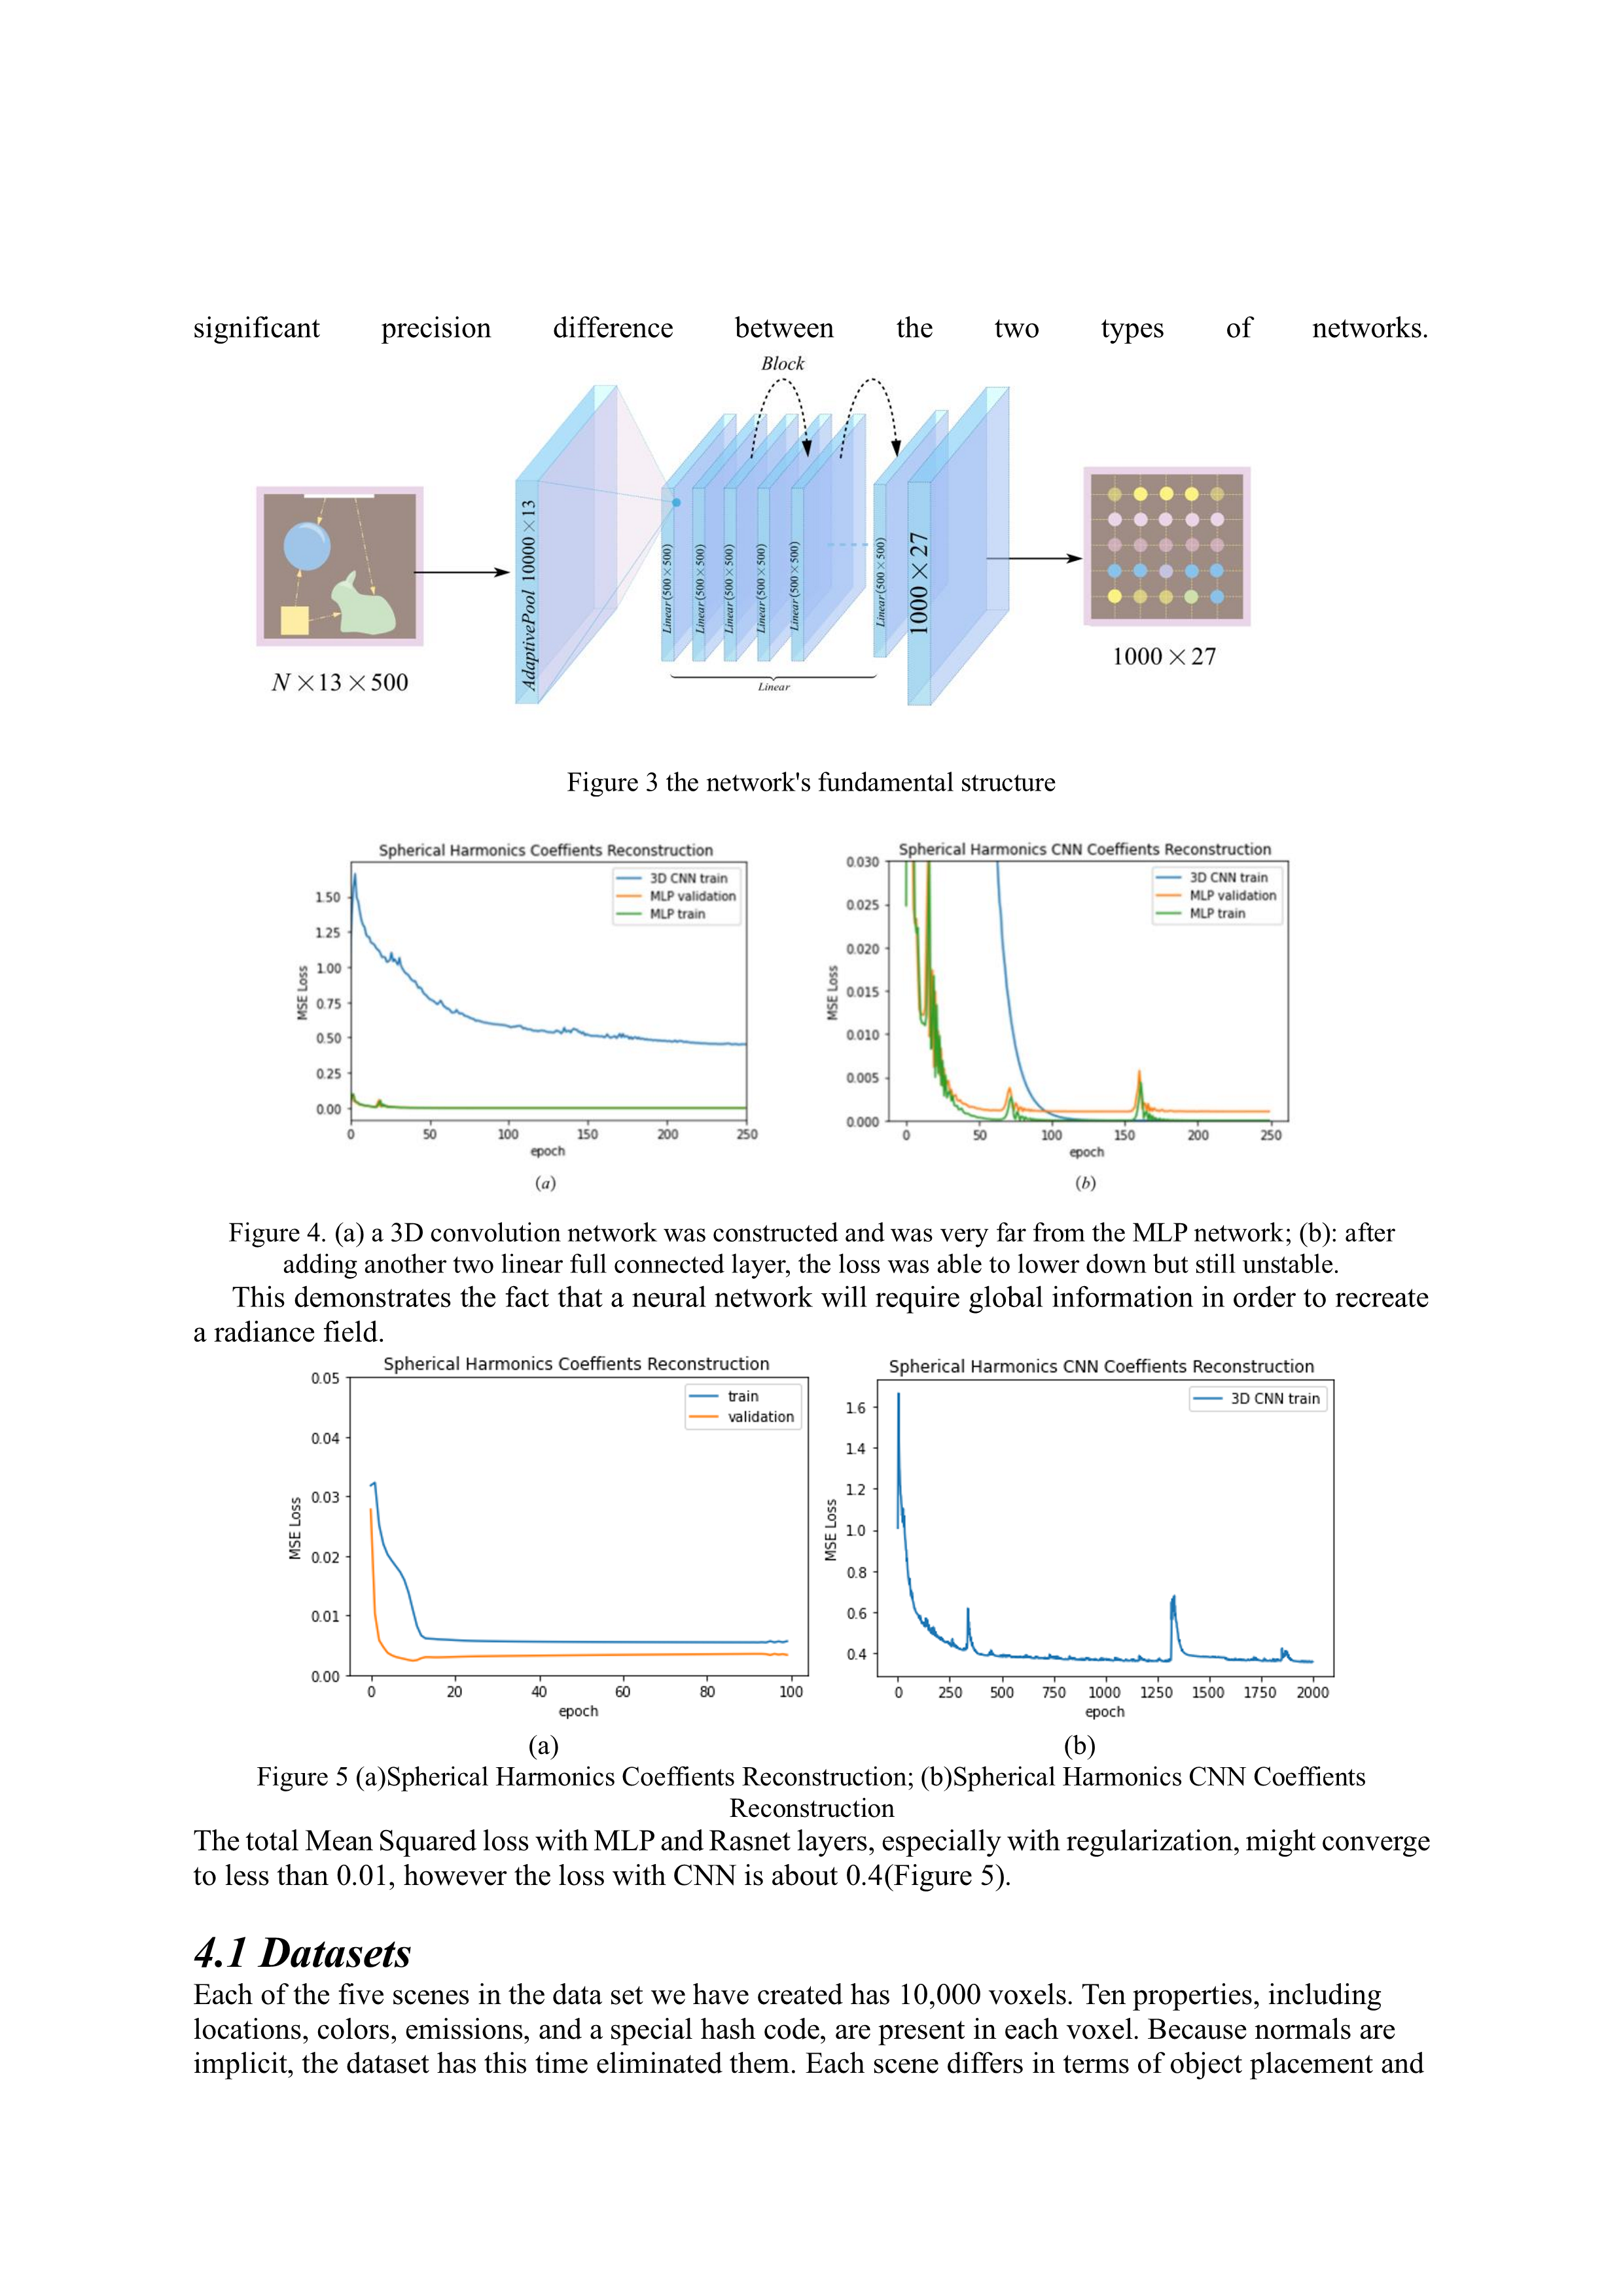 significant precision difference between the two types of networks.
Block
AdaptivePool 10000×13
Linear(500×500)
Linear(500×500)
Linear(500×500)
Linear(500×500)
Linear(500×500)
Linear(500×500)
1000×27
N×13×500
Linear
1000×27
Figure 3 the network's fundamental structure
Spherical Harmonics Coeffients Reconstruction
3D CNN train
MLP validation
MLP train
1.50
1.25
1.00
0.75
0.50
0.25
0.00
MSE Loss
0 50 100 150 200 250
epoch
(a)
Spherical Harmonics CNN Coeffients Reconstruction
3D CNN train
MLP validation
MLP train
0.030
0.025
0.020
0.015
0.010
0.005
0.000
MSE Loss
0 50 100 150 200 250
epoch
(b)
Figure 4. (a) a 3D convolution network was constructed and was very far from the MLP network; (b): after
adding another two linear full connected layer, the loss was able to lower down but still unstable.
This demonstrates the fact that a neural network will require global information in order to recreate
a radiance field.
Spherical Harmonics Coeffients Reconstruction
train
validation
0.05
0.04
0.03
0.02
0.01
0.00
MSE Loss
0 20 40 60 80 100
epoch
(a)
Spherical Harmonics CNN Coeffients Reconstruction
3D CNN train
1.6
1.4
1.2
1.0
0.8
0.6
0.4
MSE Loss
0 250 500 750 1000 1250 1500 1750 2000
epoch
(b)
Figure 5 (a)Spherical Harmonics Coeffients Reconstruction; (b)Spherical Harmonics CNN Coeffients
Reconstruction
The total Mean Squared loss with MLP and Rasnet layers, especially with regularization, might converge
to less than 0.01, however the loss with CNN is about 0.4(Figure 5).
4.1 Datasets
Each of the five scenes in the data set we have created has 10,000 voxels. Ten properties, including
locations, colors, emissions, and a special hash code, are present in each voxel. Because normals are
implicit, the dataset has this time eliminated them. Each scene differs in terms of object placement and